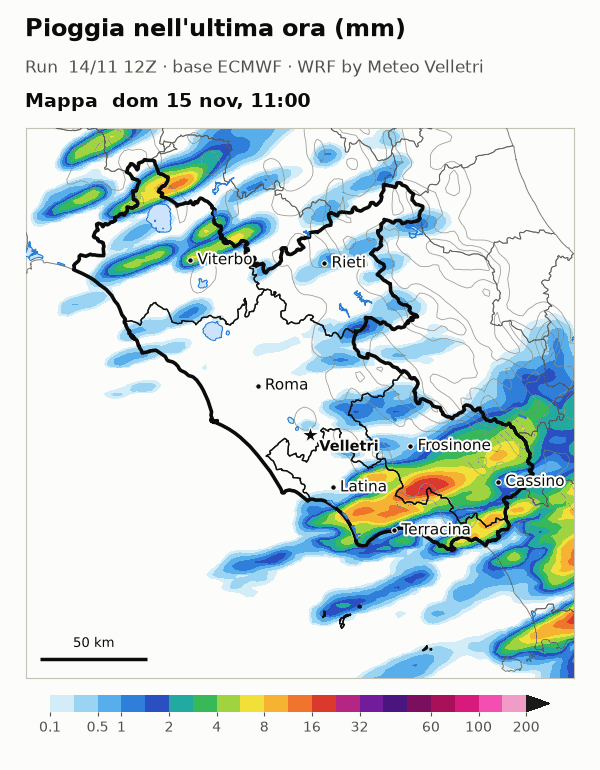 Pioggia nell'ultima ora (mm)
Run  14/11 12Z · base ECMWF · WRF by Meteo Velletri
Mappa  dom 15 nov, 11:00
Viterbo
Rieti
Roma
Velletri
Frosinone
Latina
Cassino
Terracina
50 km
0.1 0.5 1 2 4 8 16 32 60 100 200